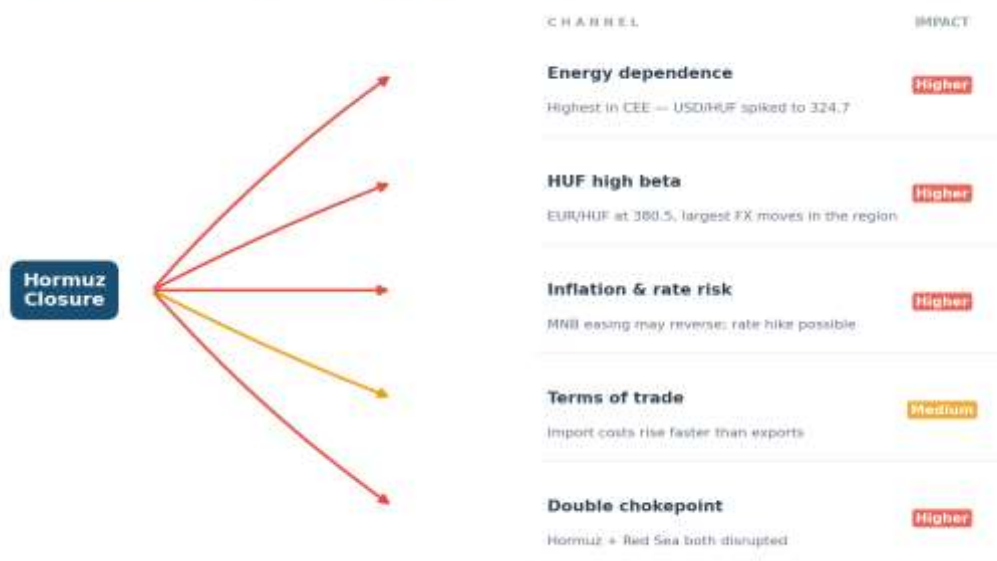 CHANNEL IMPACT
Energy dependence
Higher
Highest in CEE — USD/HUF spiked to 324.7
HUF high beta
Higher
EUR/HUF at 380.5, largest FX moves in the region
Hormuz
Closure
Inflation & rate risk
Higher
MNB easing may reverse; rate hike possible
Terms of trade
Medium
Import costs rise faster than exports
Double chokepoint
Higher
Hormuz + Red Sea both disrupted